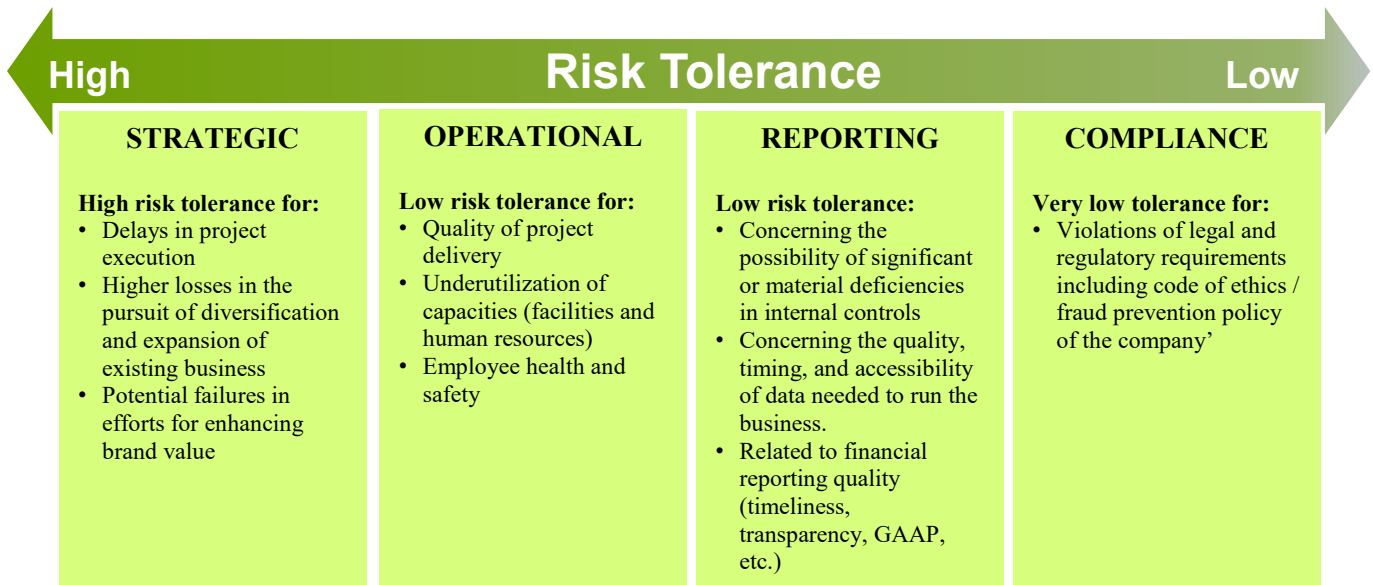 High Risk Tolerance Low
STRATEGIC
High risk tolerance for:
• Delays in project
execution
• Higher losses in the
pursuit of diversification
and expansion of
existing business
• Potential failures in
efforts for enhancing
brand value
OPERATIONAL
Low risk tolerance for:
• Quality of project
delivery
• Underutilization of
capacities (facilities and
human resources)
• Employee health and
safety
REPORTING
Low risk tolerance:
• Concerning the
possibility of significant
or material deficiencies
in internal controls
• Concerning the quality,
timing, and accessibility
of data needed to run the
business.
• Related to financial
reporting quality
(timeliness,
transparency, GAAP,
etc.)
COMPLIANCE
Very low tolerance for:
• Violations of legal and
regulatory requirements
including code of ethics /
fraud prevention policy
of the company’